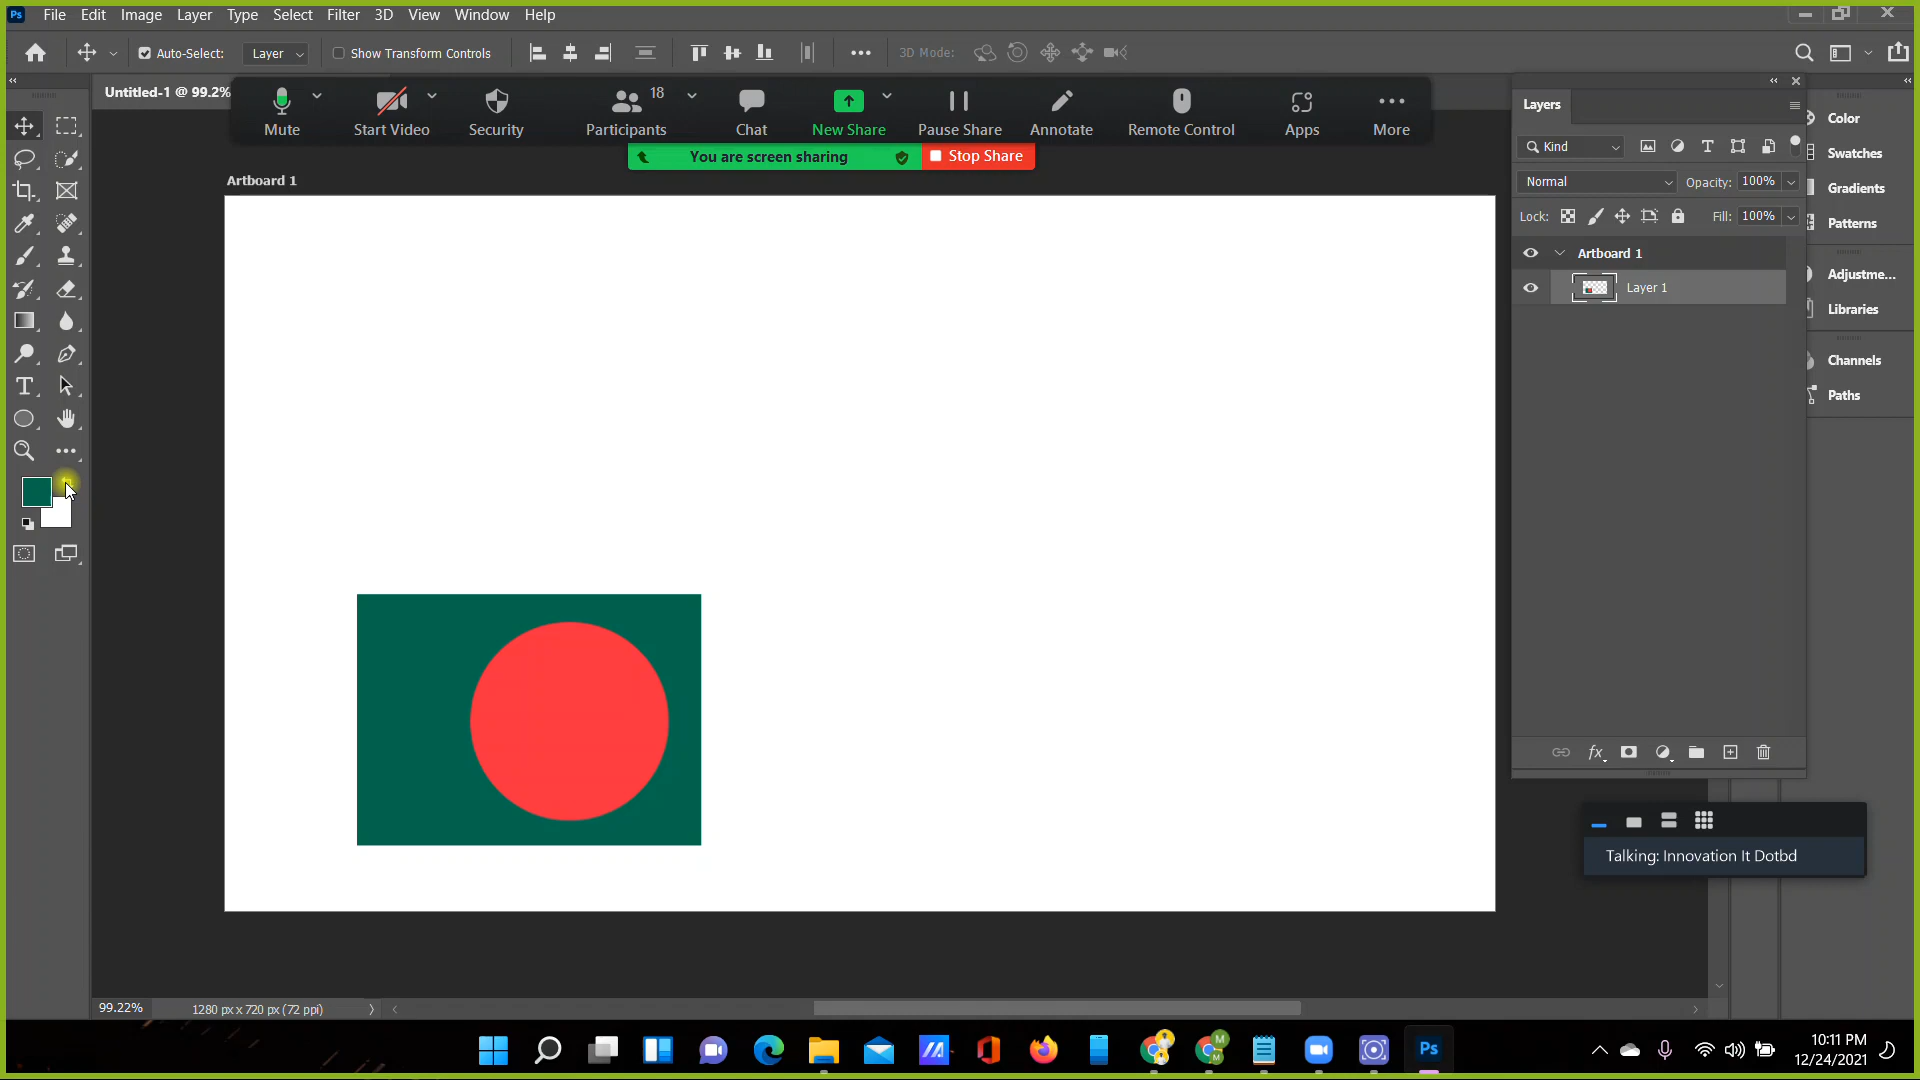 Ps File Edit Image Layer Type Select Filter 3D View Window Help
Auto-Select: Layer Show Transform Controls 3D Mode:
Untitled-1 @ 99.2%
Mute Start Video Security Participants 18 Chat New Share Pause Share Annotate Remote Control Apps More
You are screen sharing Stop Share
Artboard 1
Layers
Kind
Normal Opacity: 100%
Lock: Fill: 100%
Artboard 1
Layer 1
fx
Color
Swatches
Gradients
Patterns
Adjustme...
Libraries
Channels
Paths
Talking: Innovation It Dotbd
99.22% 1280 px x 720 px (72 ppi)
Ps
10:11 PM
12/24/2021